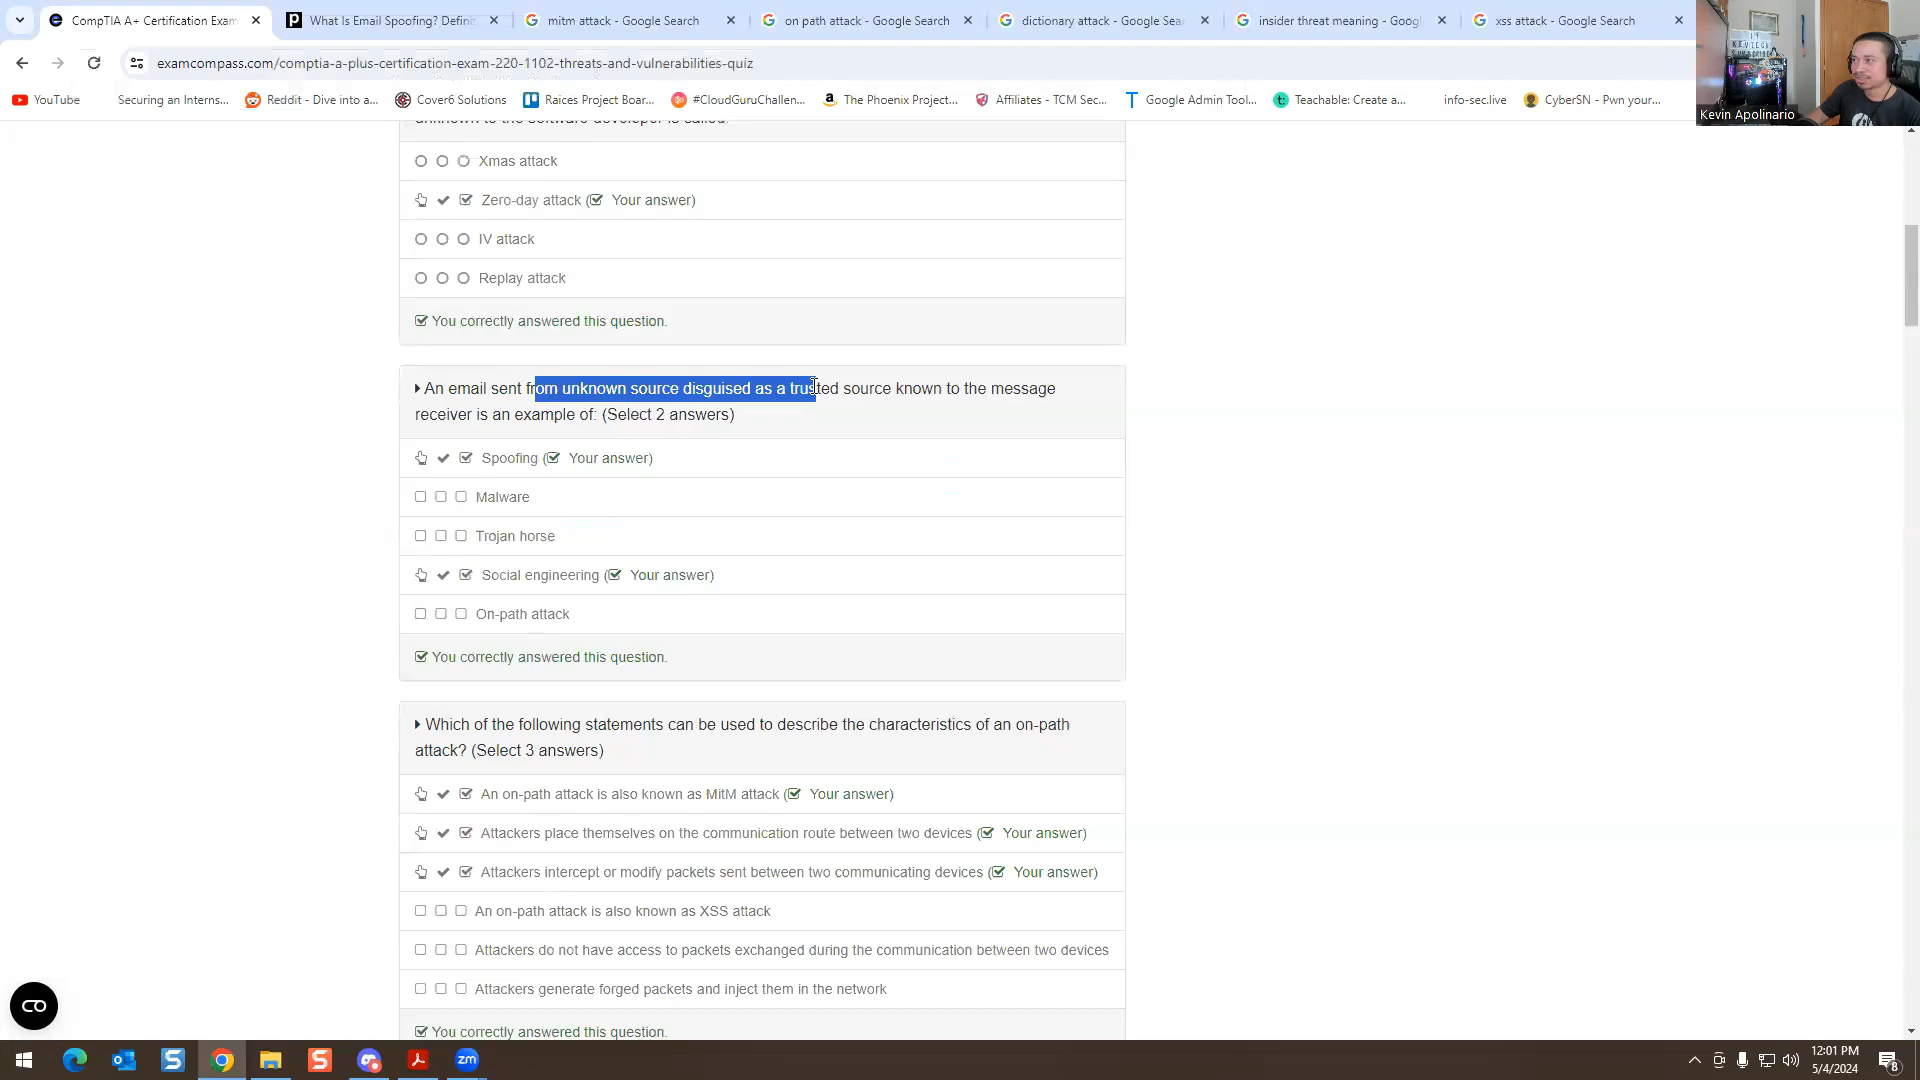 CompTIA A+ Certification Exam
What Is Email Spoofing? Defini
mitm attack - Google Search
on path attack - Google Search
dictionary attack - Google Sea
insider threat meaning - Goog
xss attack - Google Search
examcompass.com/comptia-a-plus-certification-exam-220-1102-threats-and-vulnerabilities-quiz
YouTube
Securing an Interns...
Reddit - Dive into a...
Cover6 Solutions
Raices Project Boar...
#CloudGuruChallen...
The Phoenix Project...
Affiliates - TCM Sec...
Google Admin Tool...
Teachable: Create a...
info-sec.live
CyberSN - Pwn your...
Kevin Apolinario
unknown to the software developer is called:
Xmas attack
Zero-day attack ( Your answer)
IV attack
Replay attack
You correctly answered this question.
An email sent from unknown source disguised as a trusted source known to the message
receiver is an example of: (Select 2 answers)
Spoofing ( Your answer)
Malware
Trojan horse
Social engineering ( Your answer)
On-path attack
You correctly answered this question.
Which of the following statements can be used to describe the characteristics of an on-path
attack? (Select 3 answers)
An on-path attack is also known as MitM attack ( Your answer)
Attackers place themselves on the communication route between two devices ( Your answer)
Attackers intercept or modify packets sent between two communicating devices ( Your answer)
An on-path attack is also known as XSS attack
Attackers do not have access to packets exchanged during the communication between two devices
Attackers generate forged packets and inject them in the network
You correctly answered this question.
CO
zm
12:01 PM
5/4/2024
8